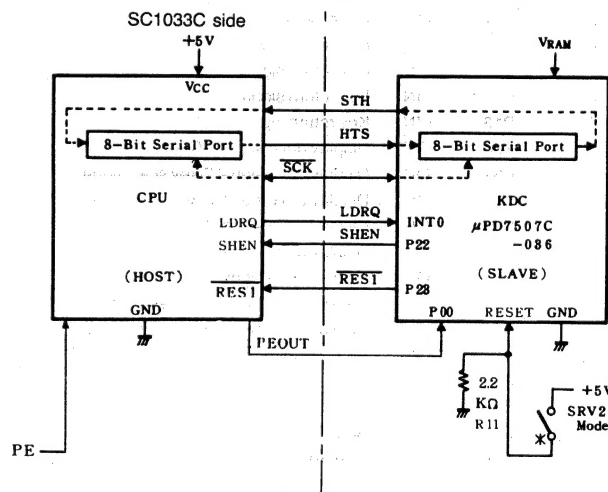 SC1033C side
+5V
VRAM
VCC
STH
8-Bit Serial Port
HTS
8-Bit Serial Port
SCK
CPU
KDC
LDRQ
LDRQ
INT0
μPD7507C
-086
SHEN
SHEN
P22
(HOST)
(SLAVE)
RES1
RES1
P23
GND
P00
RESET
GND
PEOUT
2.2
KΩ
R11
+5V
SRV2
Mode
*
PE